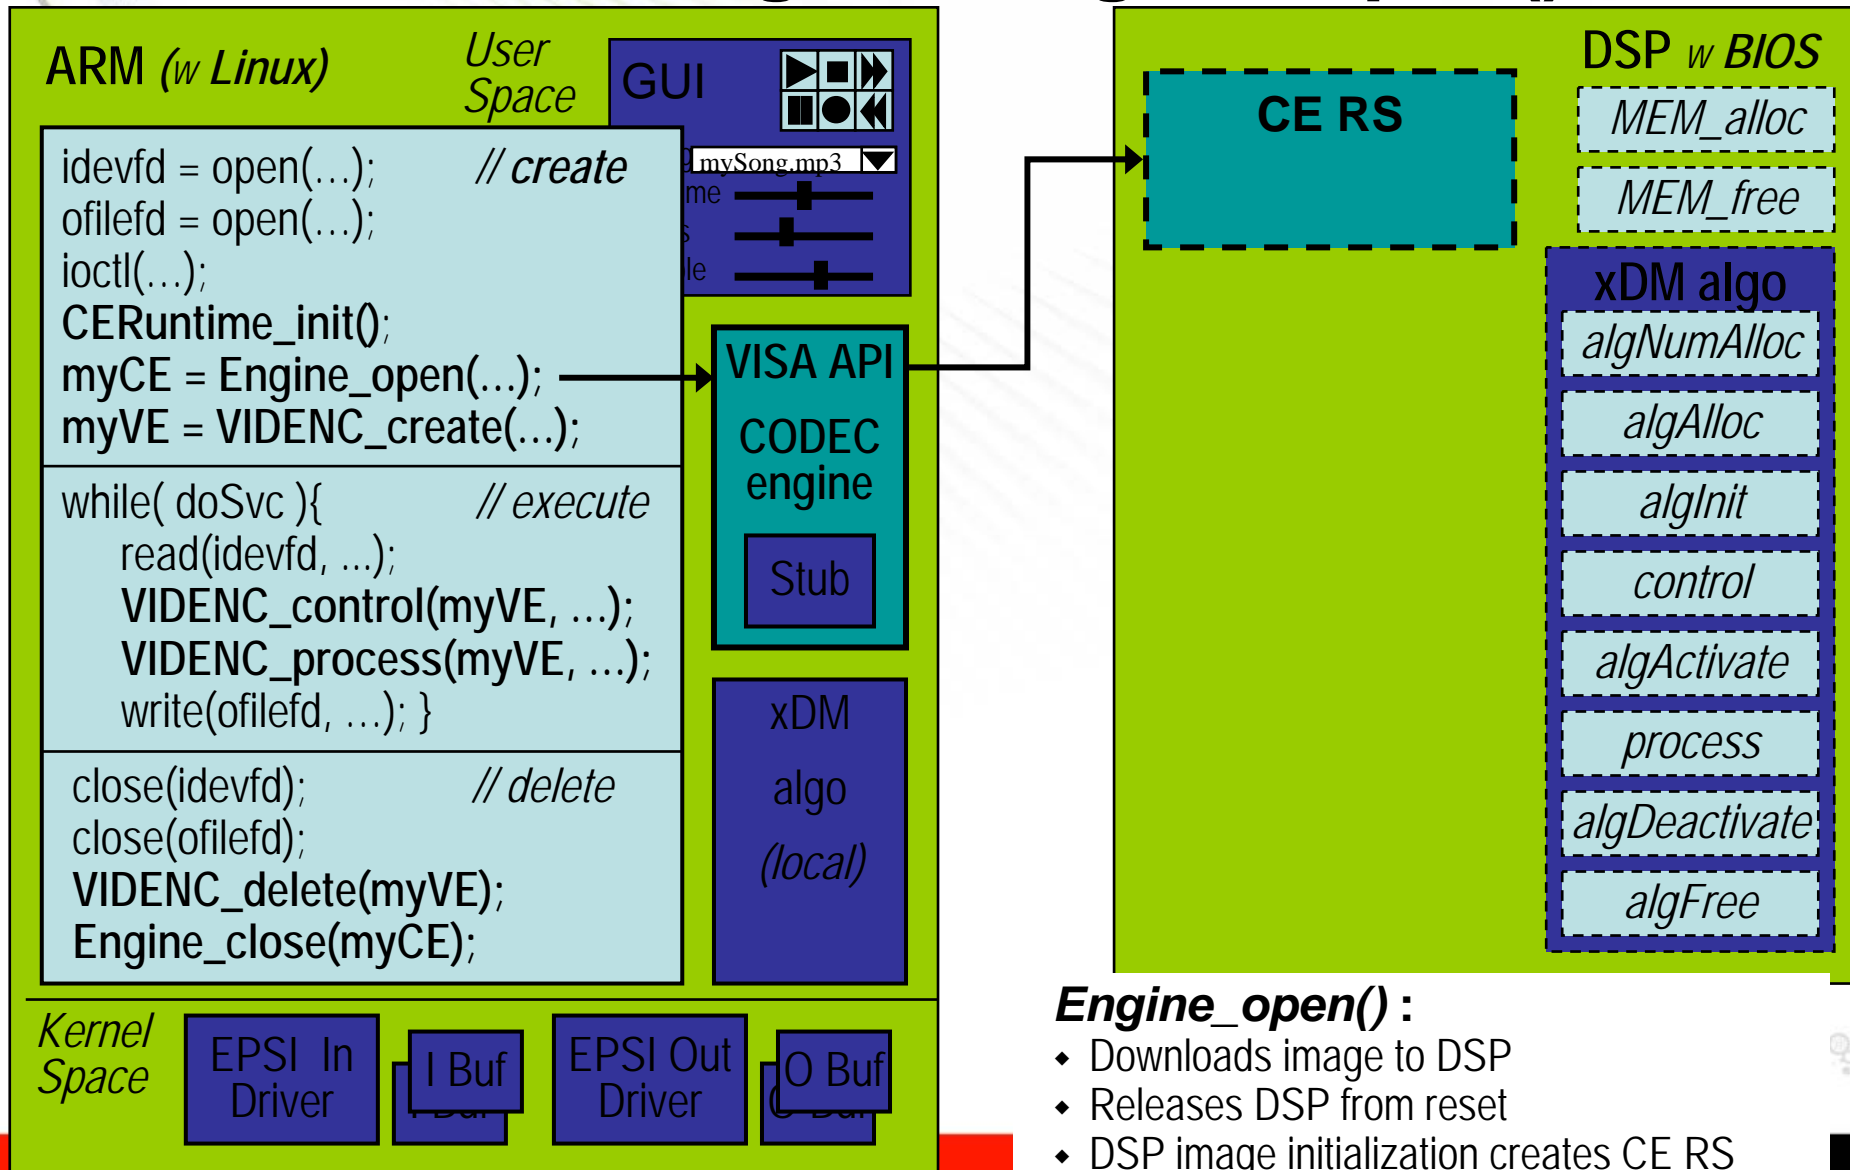 ARM (w Linux)
User
Space
GUI
mySong.mp3
me
s
le
idevfd = open(…); // create
ofilefd = open(…);
ioctl(…);
CERuntime_init();
myCE = Engine_open(…);
myVE = VIDENC_create(…);
while( doSvc ){ // execute
read(idevfd, ...);
VIDENC_control(myVE, …);
VIDENC_process(myVE, …);
write(ofilefd, …); }
close(idevfd); // delete
close(ofilefd);
VIDENC_delete(myVE);
Engine_close(myCE);
VISA API
CODEC
engine
Stub
xDM
algo
(local)
Kernel
Space
EPSI In
Driver
I Buf
EPSI Out
Driver
O Buf
DSP w BIOS
CE RS
MEM_alloc
MEM_free
xDM algo
algNumAlloc
algAlloc
algInit
control
algActivate
process
algDeactivate
algFree
Engine_open() :
◆ Downloads image to DSP
◆ Releases DSP from reset
◆ DSP image initialization creates CE RS